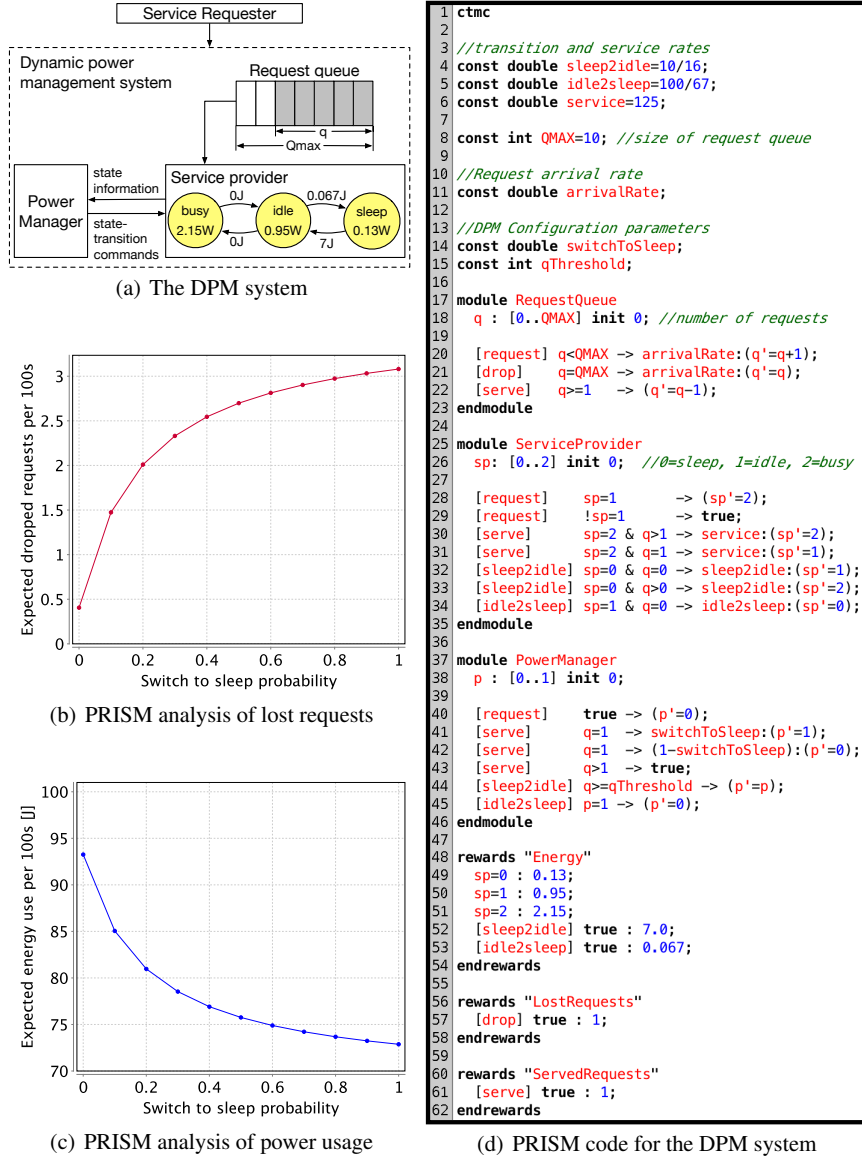 Service Requester
Dynamic power
management system
Request queue
q
Qmax
Power
Manager
state
information
state-
transition
commands
Service provider
busy
2.15W
0J
0J
idle
0.95W
0.067J
7J
sleep
0.13W
(a) The DPM system
Expected dropped requests per 100s
3
2.5
2
1.5
1
0.5
0
0 0.2 0.4 0.6 0.8 1
Switch to sleep probability
(b) PRISM analysis of lost requests
Expected energy use per 100s [J]
100
95
90
85
80
75
70
0 0.2 0.4 0.6 0.8 1
Switch to sleep probability
(c) PRISM analysis of power usage
1 ctmc
2
3 //transition and service rates
4 const double sleep2idle=10/16;
5 const double idle2sleep=100/67;
6 const double service=125;
7
8 const int QMAX=10; //size of request queue
9
10 //Request arrival rate
11 const double arrivalRate;
12
13 //DPM Configuration parameters
14 const double switchToSleep;
15 const int qThreshold;
16
17 module RequestQueue
18 q : [0..QMAX] init 0; //number of requests
19
20 [request] q<QMAX -> arrivalRate:(q'=q+1);
21 [drop] q=QMAX -> arrivalRate:(q'=q);
22 [serve] q>=1 -> (q'=q-1);
23 endmodule
24
25 module ServiceProvider
26 sp: [0..2] init 0; //0=sleep, 1=idle, 2=busy
27
28 [request] sp=1 -> (sp'=2);
29 [request] !sp=1 -> true;
30 [serve] sp=2 & q>1 -> service:(sp'=2);
31 [serve] sp=2 & q=1 -> service:(sp'=1);
32 [sleep2idle] sp=0 & q=0 -> sleep2idle:(sp'=1);
33 [sleep2idle] sp=0 & q>0 -> sleep2idle:(sp'=2);
34 [idle2sleep] sp=1 & q=0 -> idle2sleep:(sp'=0);
35 endmodule
36
37 module PowerManager
38 p : [0..1] init 0;
39
40 [request] true -> (p'=0);
41 [serve] q=1 -> switchToSleep:(p'=1);
42 [serve] q=1 -> (1-switchToSleep):(p'=0);
43 [serve] q>1 -> true;
44 [sleep2idle] q>=qThreshold -> (p'=p);
45 [idle2sleep] p=1 -> (p'=0);
46 endmodule
47
48 rewards "Energy"
49 sp=0 : 0.13;
50 sp=1 : 0.95;
51 sp=2 : 2.15;
52 [sleep2idle] true : 7.0;
53 [idle2sleep] true : 0.067;
54 endrewards
55
56 rewards "LostRequests"
57 [drop] true : 1;
58 endrewards
59
60 rewards "ServedRequests"
61 [serve] true : 1;
62 endrewards
(d) PRISM code for the DPM system